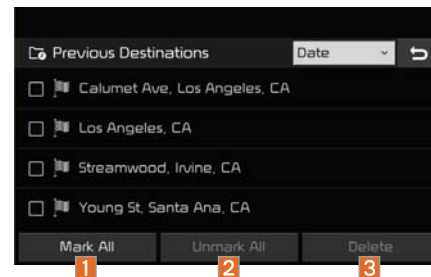 Previous Destinations Date
Calumet Ave, Los Angeles, CA
Los Angeles, CA
Streamwood, Irvine, CA
Young St, Santa Ana, CA
Mark All Unmark All Delete
1 2 3